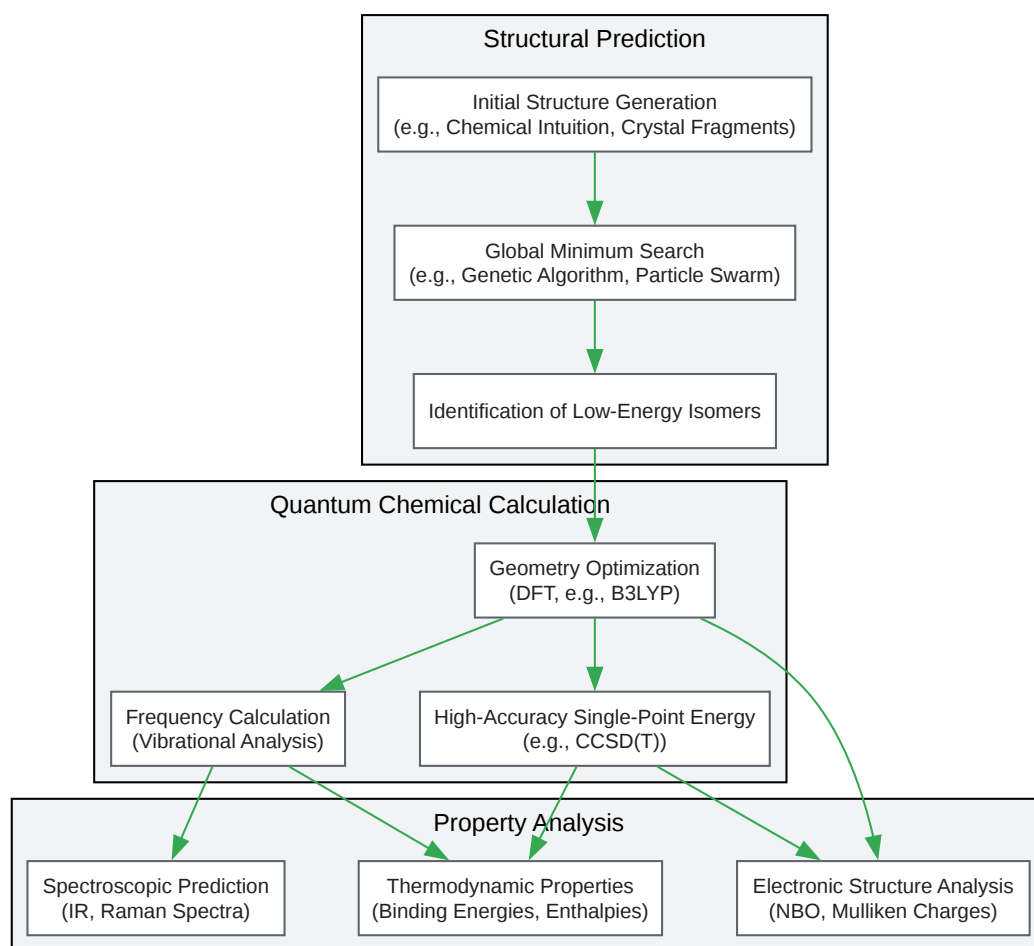 Structural Prediction
Initial Structure Generation
(e.g., Chemical Intuition, Crystal Fragments)
Global Minimum Search
(e.g., Genetic Algorithm, Particle Swarm)
Identification of Low-Energy Isomers
Quantum Chemical Calculation
Geometry Optimization
(DFT, e.g., B3LYP)
Frequency Calculation
(Vibrational Analysis)
High-Accuracy Single-Point Energy
(e.g., CCSD(T))
Property Analysis
Spectroscopic Prediction
(IR, Raman Spectra)
Thermodynamic Properties
(Binding Energies, Enthalpies)
Electronic Structure Analysis
(NBO, Mulliken Charges)